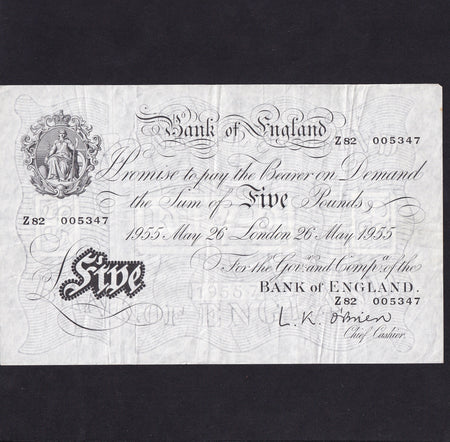 Bank of England
Z82 005347
I Promise to pay the Bearer on Demand
the Sum of Five Pounds
Z82 005347
1955 May 26 London 26 May 1955
For the Govr. and Compa. of the
Five
BANK OF ENGLAND.
Z82 005347
L. K. O'Brien
Chief Cashier.